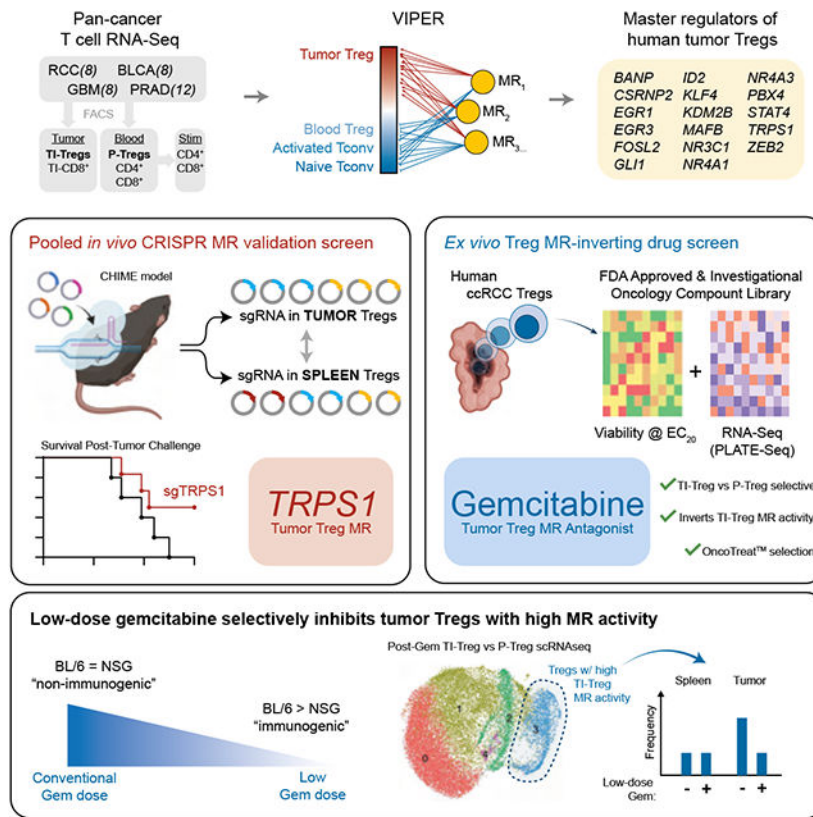 Pan-cancer
T cell RNA-Seq
RCC(8) BLCA(8)
GBM(8) PRAD(12)
FACS
Tumor
TI-Tregs
TI-CD8+
Blood
P-Tregs
CD4+
CD8+
Stim
CD4+
CD8+
VIPER
Tumor Treg
Blood Treg
Activated Tconv
Naive Tconv
MR1
MR2
MR3...
Master regulators of
human tumor Tregs
BANP ID2 NR4A3
CSRNP2 KLF4 PBX4
EGR1 KDM2B STAT4
EGR3 MAFB TRPS1
FOSL2 NR3C1 ZEB2
GLI1 NR4A1
Pooled in vivo CRISPR MR validation screen
CHIME model
sgRNA in TUMOR Tregs
sgRNA in SPLEEN Tregs
Survival Post-Tumor Challenge
sgTRPS1
TRPS1
Tumor Treg MR
Ex vivo Treg MR-inverting drug screen
Human
ccRCC Tregs
FDA Approved & Investigational
Oncology Compound Library
+
Viability @ EC20
RNA-Seq
(PLATE-Seq)
Gemcitabine
Tumor Treg MR Antagonist
✓ TI-Treg vs P-Treg selective
✓ Inverts TI-Treg MR activity
✓ OncoTreat™ selection
Low-dose gemcitabine selectively inhibits tumor Tregs with high MR activity
BL/6 = NSG
“non-immunogenic”
BL/6 > NSG
“immunogenic”
Conventional
Gem dose
Low
Gem dose
Post-Gem TI-Treg vs P-Treg scRNAseq
0
1
2
3
4
Tregs w/ high
TI-Treg
MR activity
Spleen Tumor
Frequency
Low-dose
Gem:
- + - +